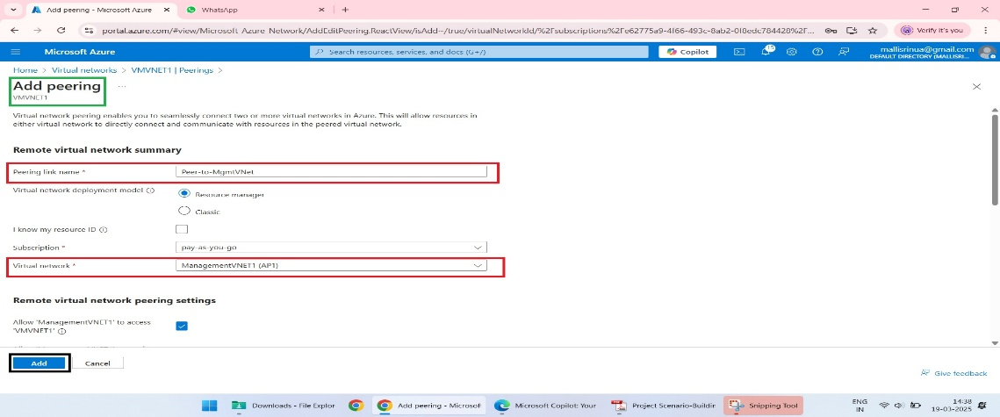 Add peering - Microsoft Azure
WhatsApp
portal.azure.com/#view/Microsoft_Azure_Network/AddEditPeering.ReactView/isAdd~/true/virtualNetworkId/%2Fsubscriptions%2Fe62775a9-4f66-493c-8ab2-0f8edc784428%2F...
Verify it's you
Microsoft Azure
Search resources, services, and docs (G+/)
Copilot
15
mallisrinua@gmail.com
DEFAULT DIRECTORY (MALLISRI...
Home > Virtual networks > VMVNET1 | Peerings >
Add peering ...
VMVNET1
Virtual network peering enables you to seamlessly connect two or more virtual networks in Azure. This will allow resources in
either virtual network to directly connect and communicate with resources in the peered virtual network.
Remote virtual network summary
Peering link name *
Peer-to-MgmtVNet
Virtual network deployment model
Resource manager
Classic
I know my resource ID
Subscription *
pay-as-you-go
Virtual network *
ManagementVNET1 (AP1)
Remote virtual network peering settings
Allow 'ManagementVNET1' to access
'VMVNET1'
Add
Cancel
Give feedback
Downloads - File Explor
Add peering - Microsof
Microsoft Copilot: Your
Project Scenario-Buildin
Snipping Tool
ENG
IN
14:38
19-03-2025